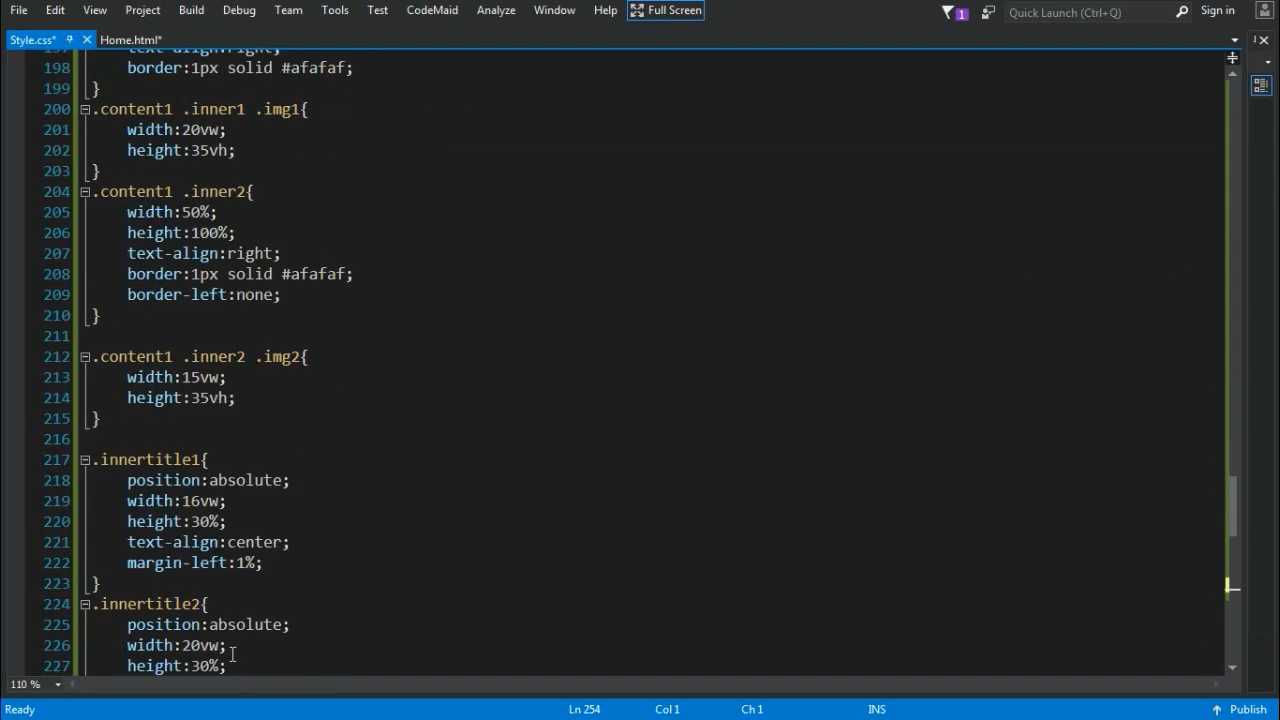 File Edit View Project Build Debug Team Tools Test CodeMaid Analyze Window Help Full Screen 1 Quick Launch (Ctrl+Q) Sign in
Style.css* Home.html*
197 text-align:right;
198 border:1px solid #afafaf;
199 }
200 .content1 .inner1 .img1{
201 width:20vw;
202 height:35vh;
203 }
204 .content1 .inner2{
205 width:50%;
206 height:100%;
207 text-align:right;
208 border:1px solid #afafaf;
209 border-left:none;
210 }
211
212 .content1 .inner2 .img2{
213 width:15vw;
214 height:35vh;
215 }
216
217 .innertitle1{
218 position:absolute;
219 width:16vw;
220 height:30%;
221 text-align:center;
222 margin-left:1%;
223 }
224 .innertitle2{
225 position:absolute;
226 width:20vw;
227 height:30%;
110 %
Ready Ln 254 Col 1 Ch 1 INS Publish